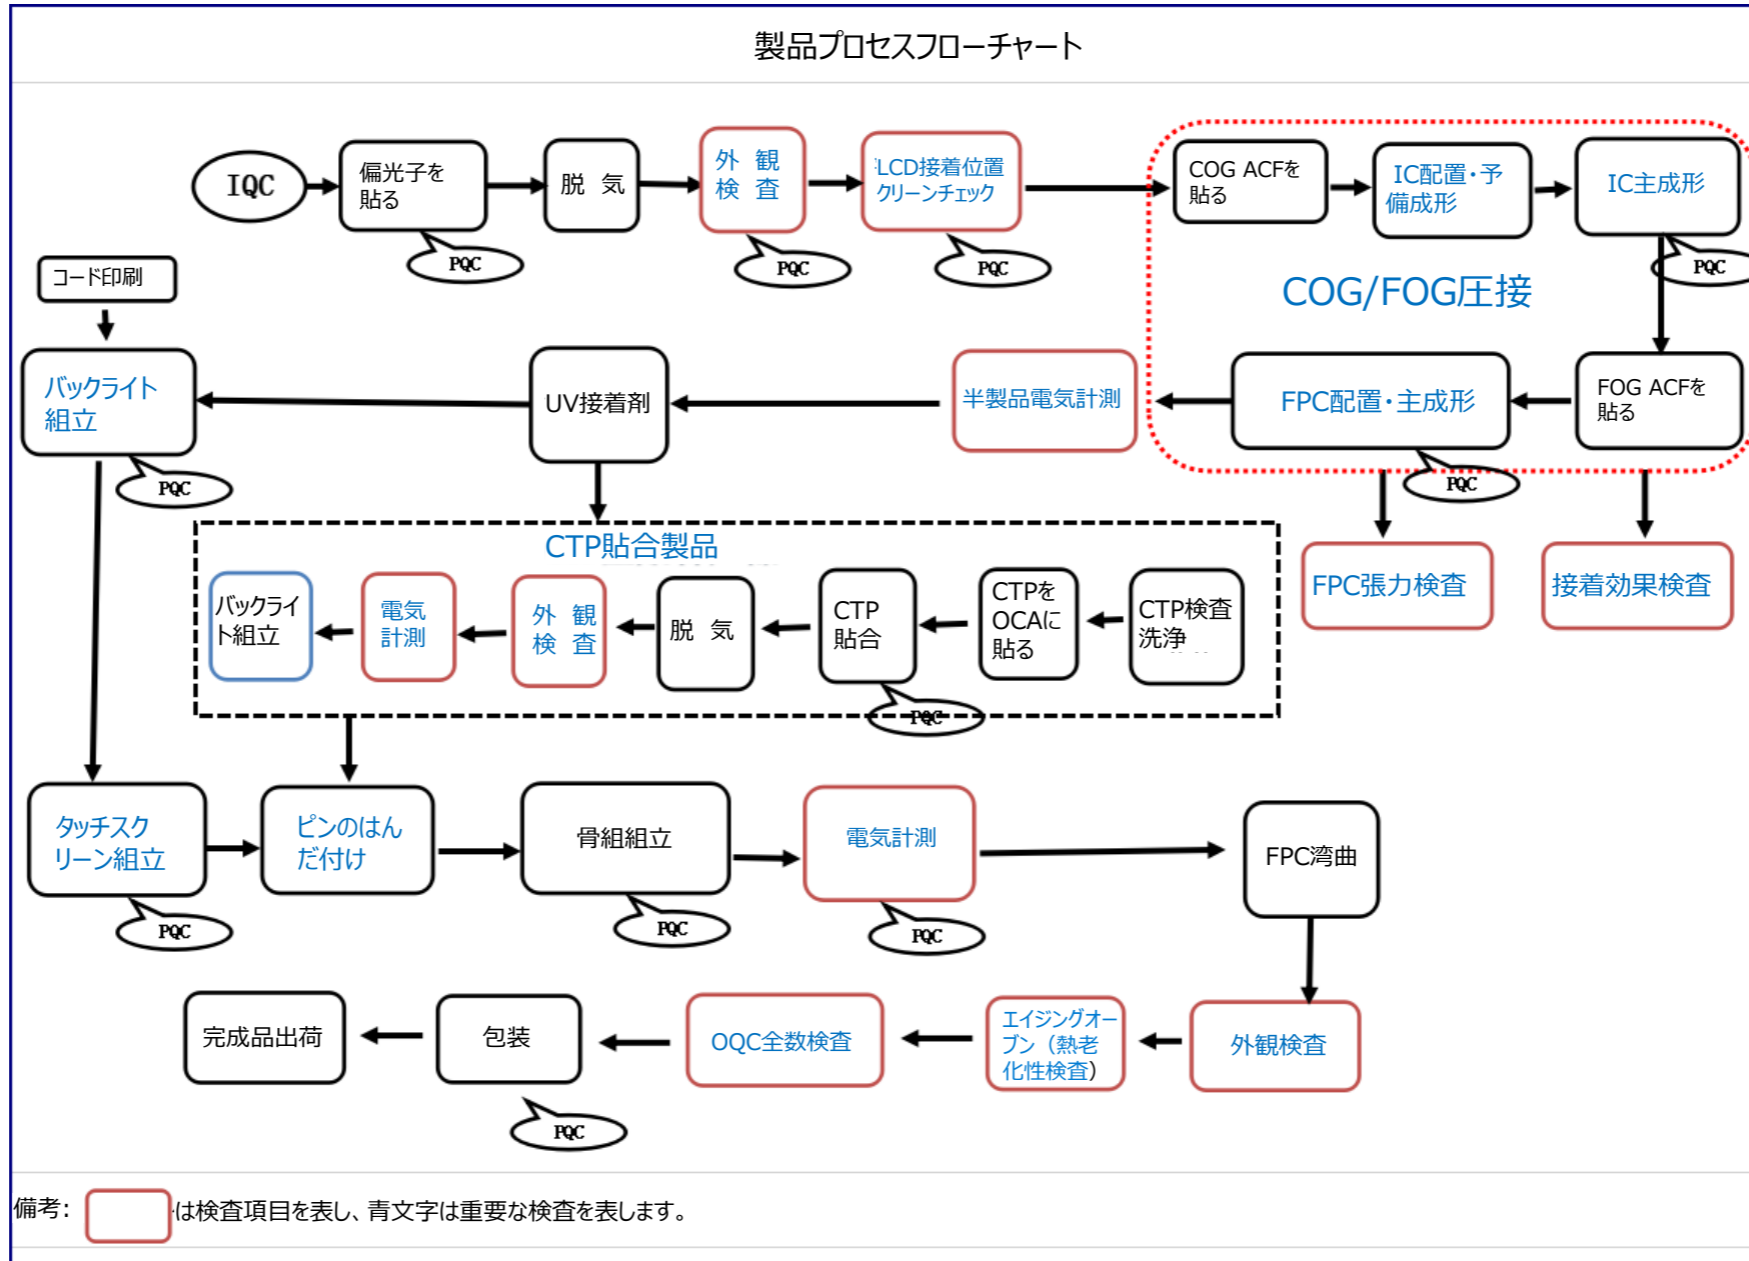 製品プロセスフローチャート
IQC
偏光子を
貼る
脱 気
外 観
検 査
LCD接着位置
クリーンチェック
COG ACFを
貼る
IC配置・予
備成形
IC主成形
PQC
PQC
PQC
PQC
コード印刷
COG/FOG圧接
バックライト
組立
UV接着剤
半製品電気計測
FPC配置・主成形
FOG ACFを
貼る
PQC
PQC
CTP貼合製品
バックライ
ト組立
電気
計測
外 観
検 査
脱 気
CTP
貼合
CTPを
OCAに
貼る
CTP検査
洗浄
FPC張力検査
接着効果検査
PQC
タッチスク
リーン組立
ピンのはん
だ付け
骨組組立
電気計測
FPC湾曲
PQC
PQC
PQC
完成品出荷
包装
OQC全数検査
エイジングオー
ブン（熱老
化性検査）
外観検査
PQC
備考:
は検査項目を表し、青文字は重要な検査を表します。